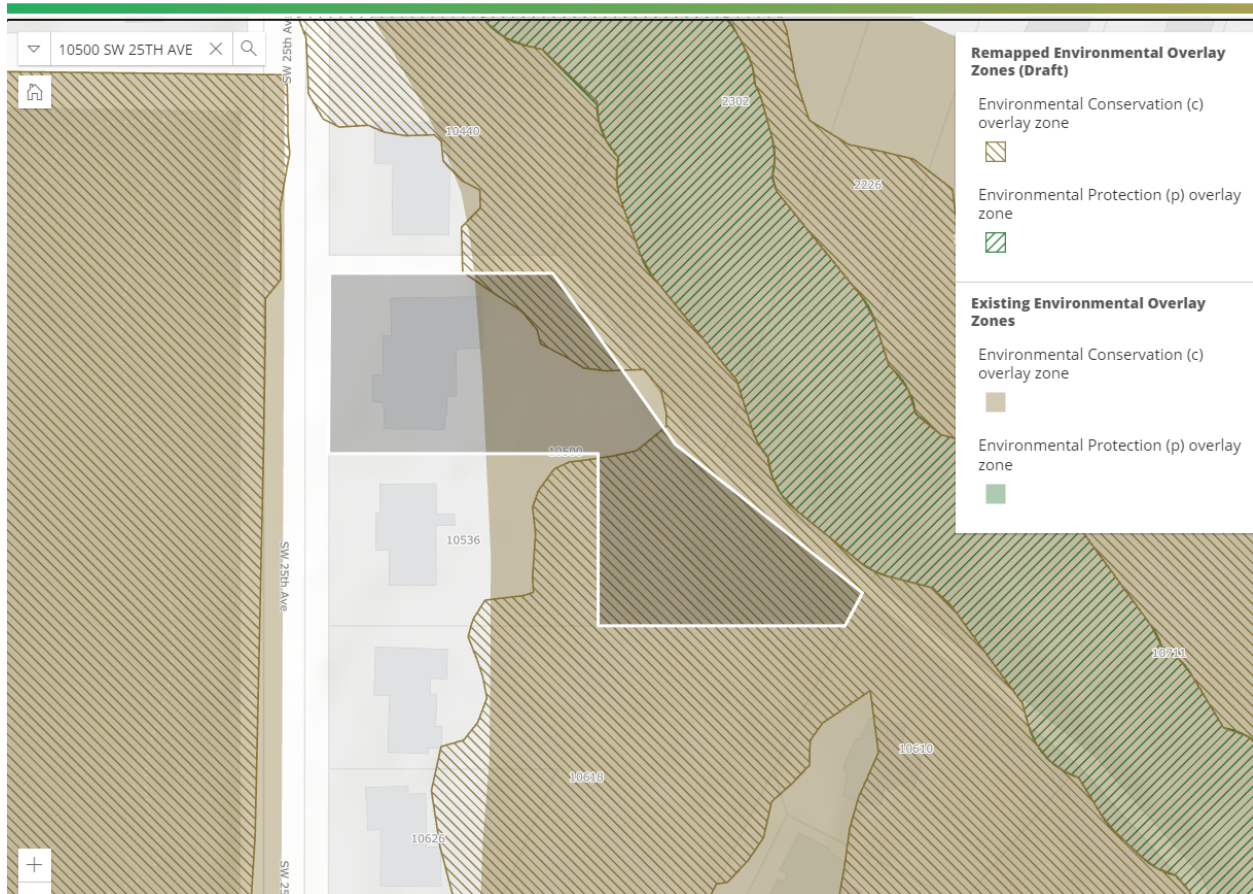 10500 SW 25TH AVE
SW 25th Ave
10440
2302
2226
10500
10536
SW 25th Ave
10711
10610
10618
10626
SW 25
Remapped Environmental Overlay
Zones (Draft)
Environmental Conservation (c)
overlay zone
Environmental Protection (p) overlay
zone
Existing Environmental Overlay
Zones
Environmental Conservation (c)
overlay zone
Environmental Protection (p) overlay
zone